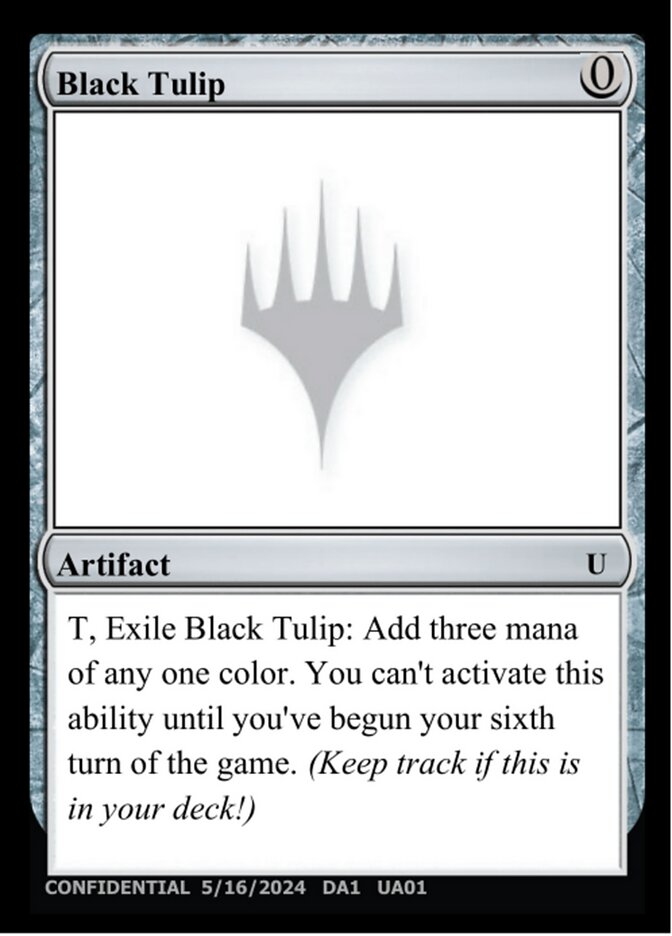 Black Tulip 0
Artifact U
T, Exile Black Tulip: Add three mana
of any one color. You can't activate this
ability until you've begun your sixth
turn of the game. (Keep track if this is
in your deck!)
CONFIDENTIAL 5/16/2024 DA1 UA01